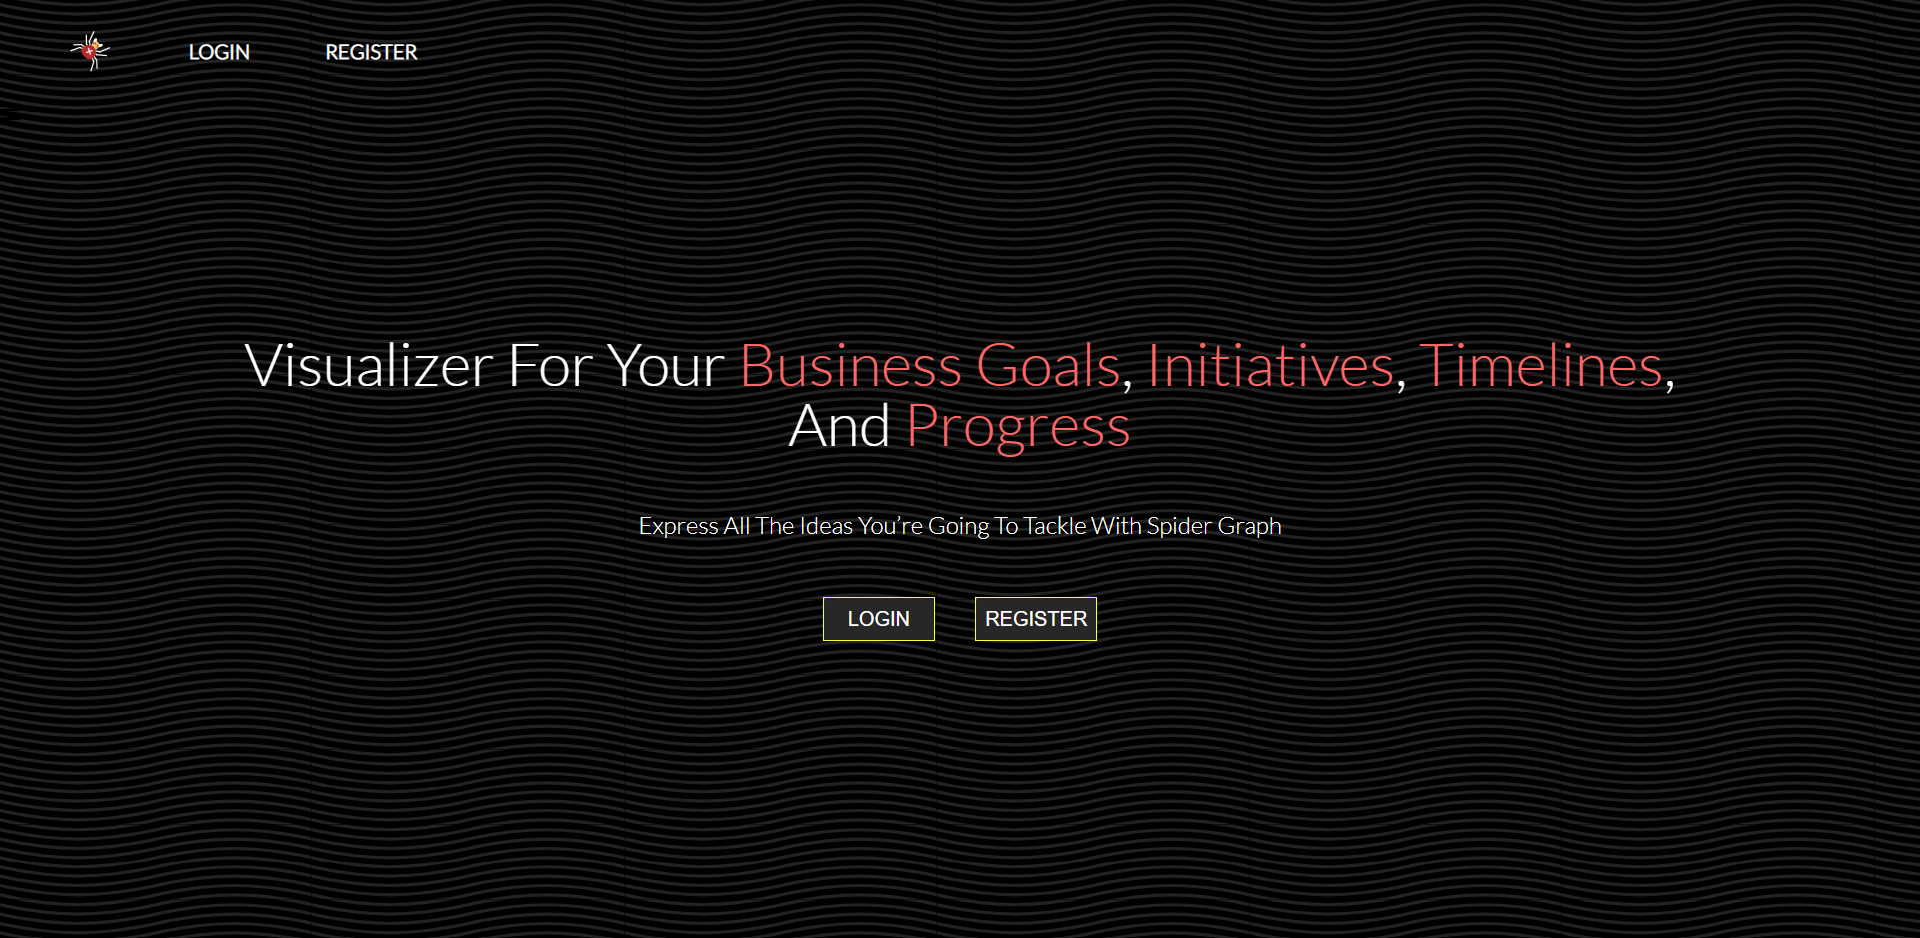 LOGIN REGISTER
Visualizer For Your Business Goals, Initiatives, Timelines,
And Progress
Express All The Ideas You’re Going To Tackle With Spider Graph
LOGIN REGISTER